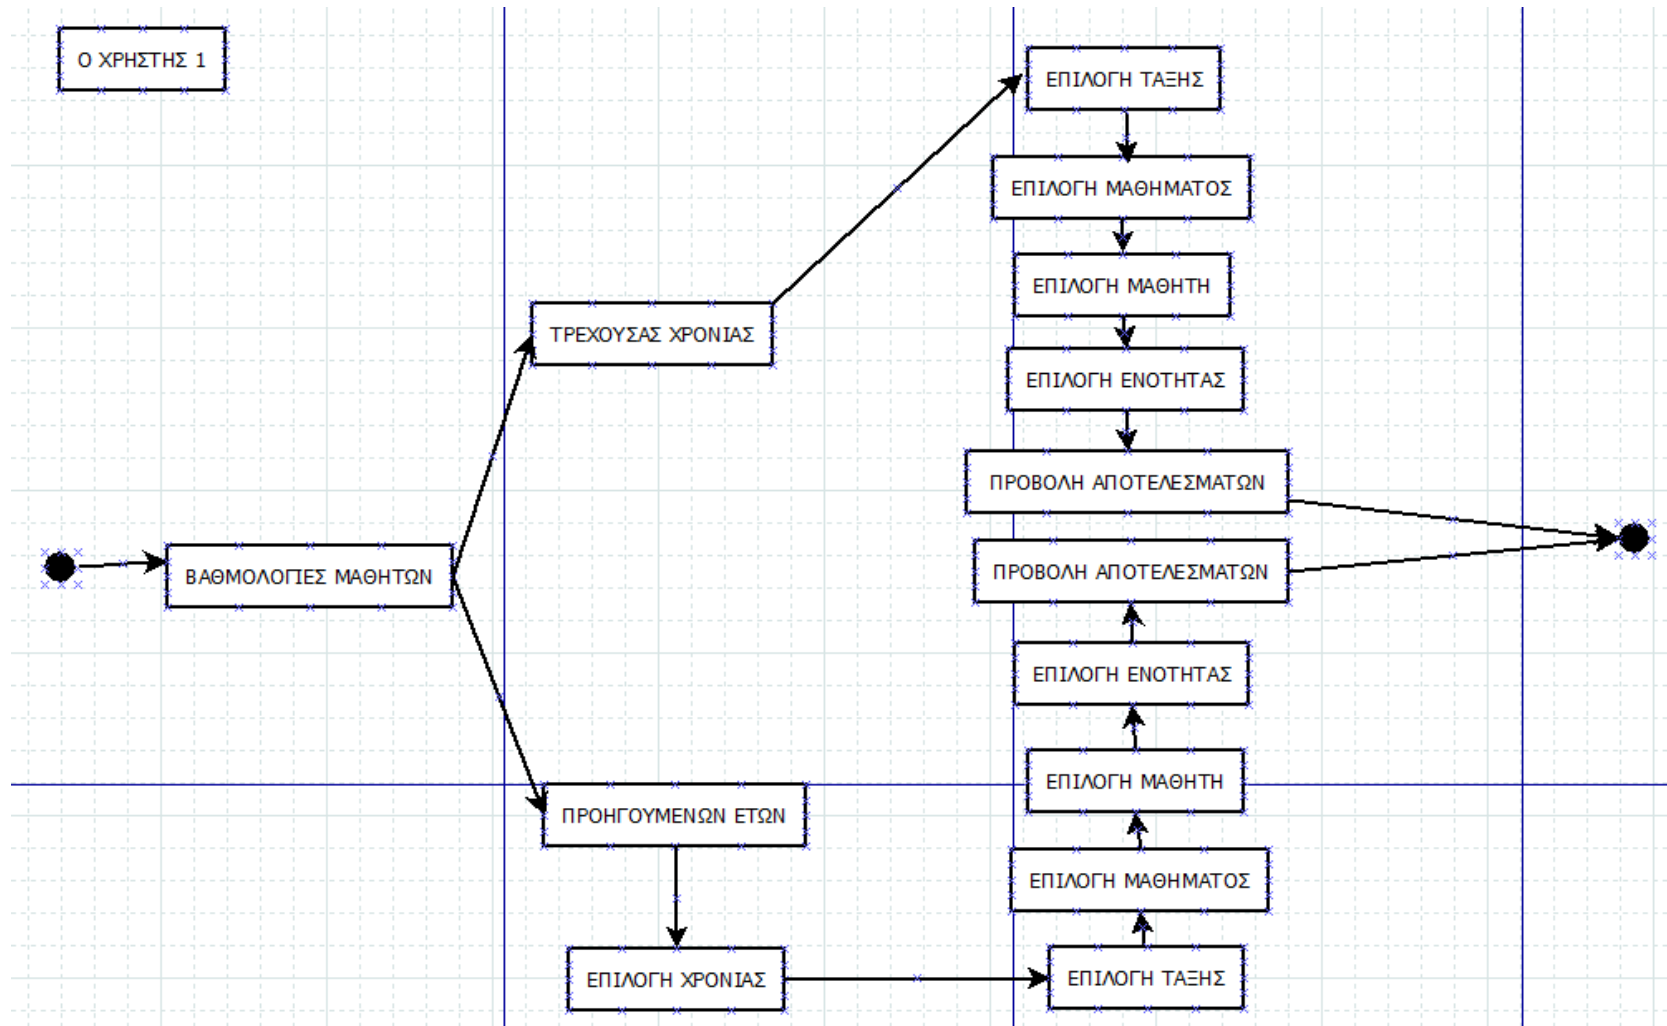 Ο ΧΡΗΣΤΗΣ 1
ΕΠΙΛΟΓΗ ΤΑΞΗΣ
ΕΠΙΛΟΓΗ ΜΑΘΗΜΑΤΟΣ
ΕΠΙΛΟΓΗ ΜΑΘΗΤΗ
ΤΡΕΧΟΥΣΑΣ ΧΡΟΝΙΑΣ
ΕΠΙΛΟΓΗ ΕΝΟΤΗΤΑΣ
ΠΡΟΒΟΛΗ ΑΠΟΤΕΛΕΣΜΑΤΩΝ
ΒΑΘΜΟΛΟΓΙΕΣ ΜΑΘΗΤΩΝ
ΠΡΟΒΟΛΗ ΑΠΟΤΕΛΕΣΜΑΤΩΝ
ΕΠΙΛΟΓΗ ΕΝΟΤΗΤΑΣ
ΕΠΙΛΟΓΗ ΜΑΘΗΤΗ
ΠΡΟΗΓΟΥΜΕΝΩΝ ΕΤΩΝ
ΕΠΙΛΟΓΗ ΜΑΘΗΜΑΤΟΣ
ΕΠΙΛΟΓΗ ΧΡΟΝΙΑΣ
ΕΠΙΛΟΓΗ ΤΑΞΗΣ